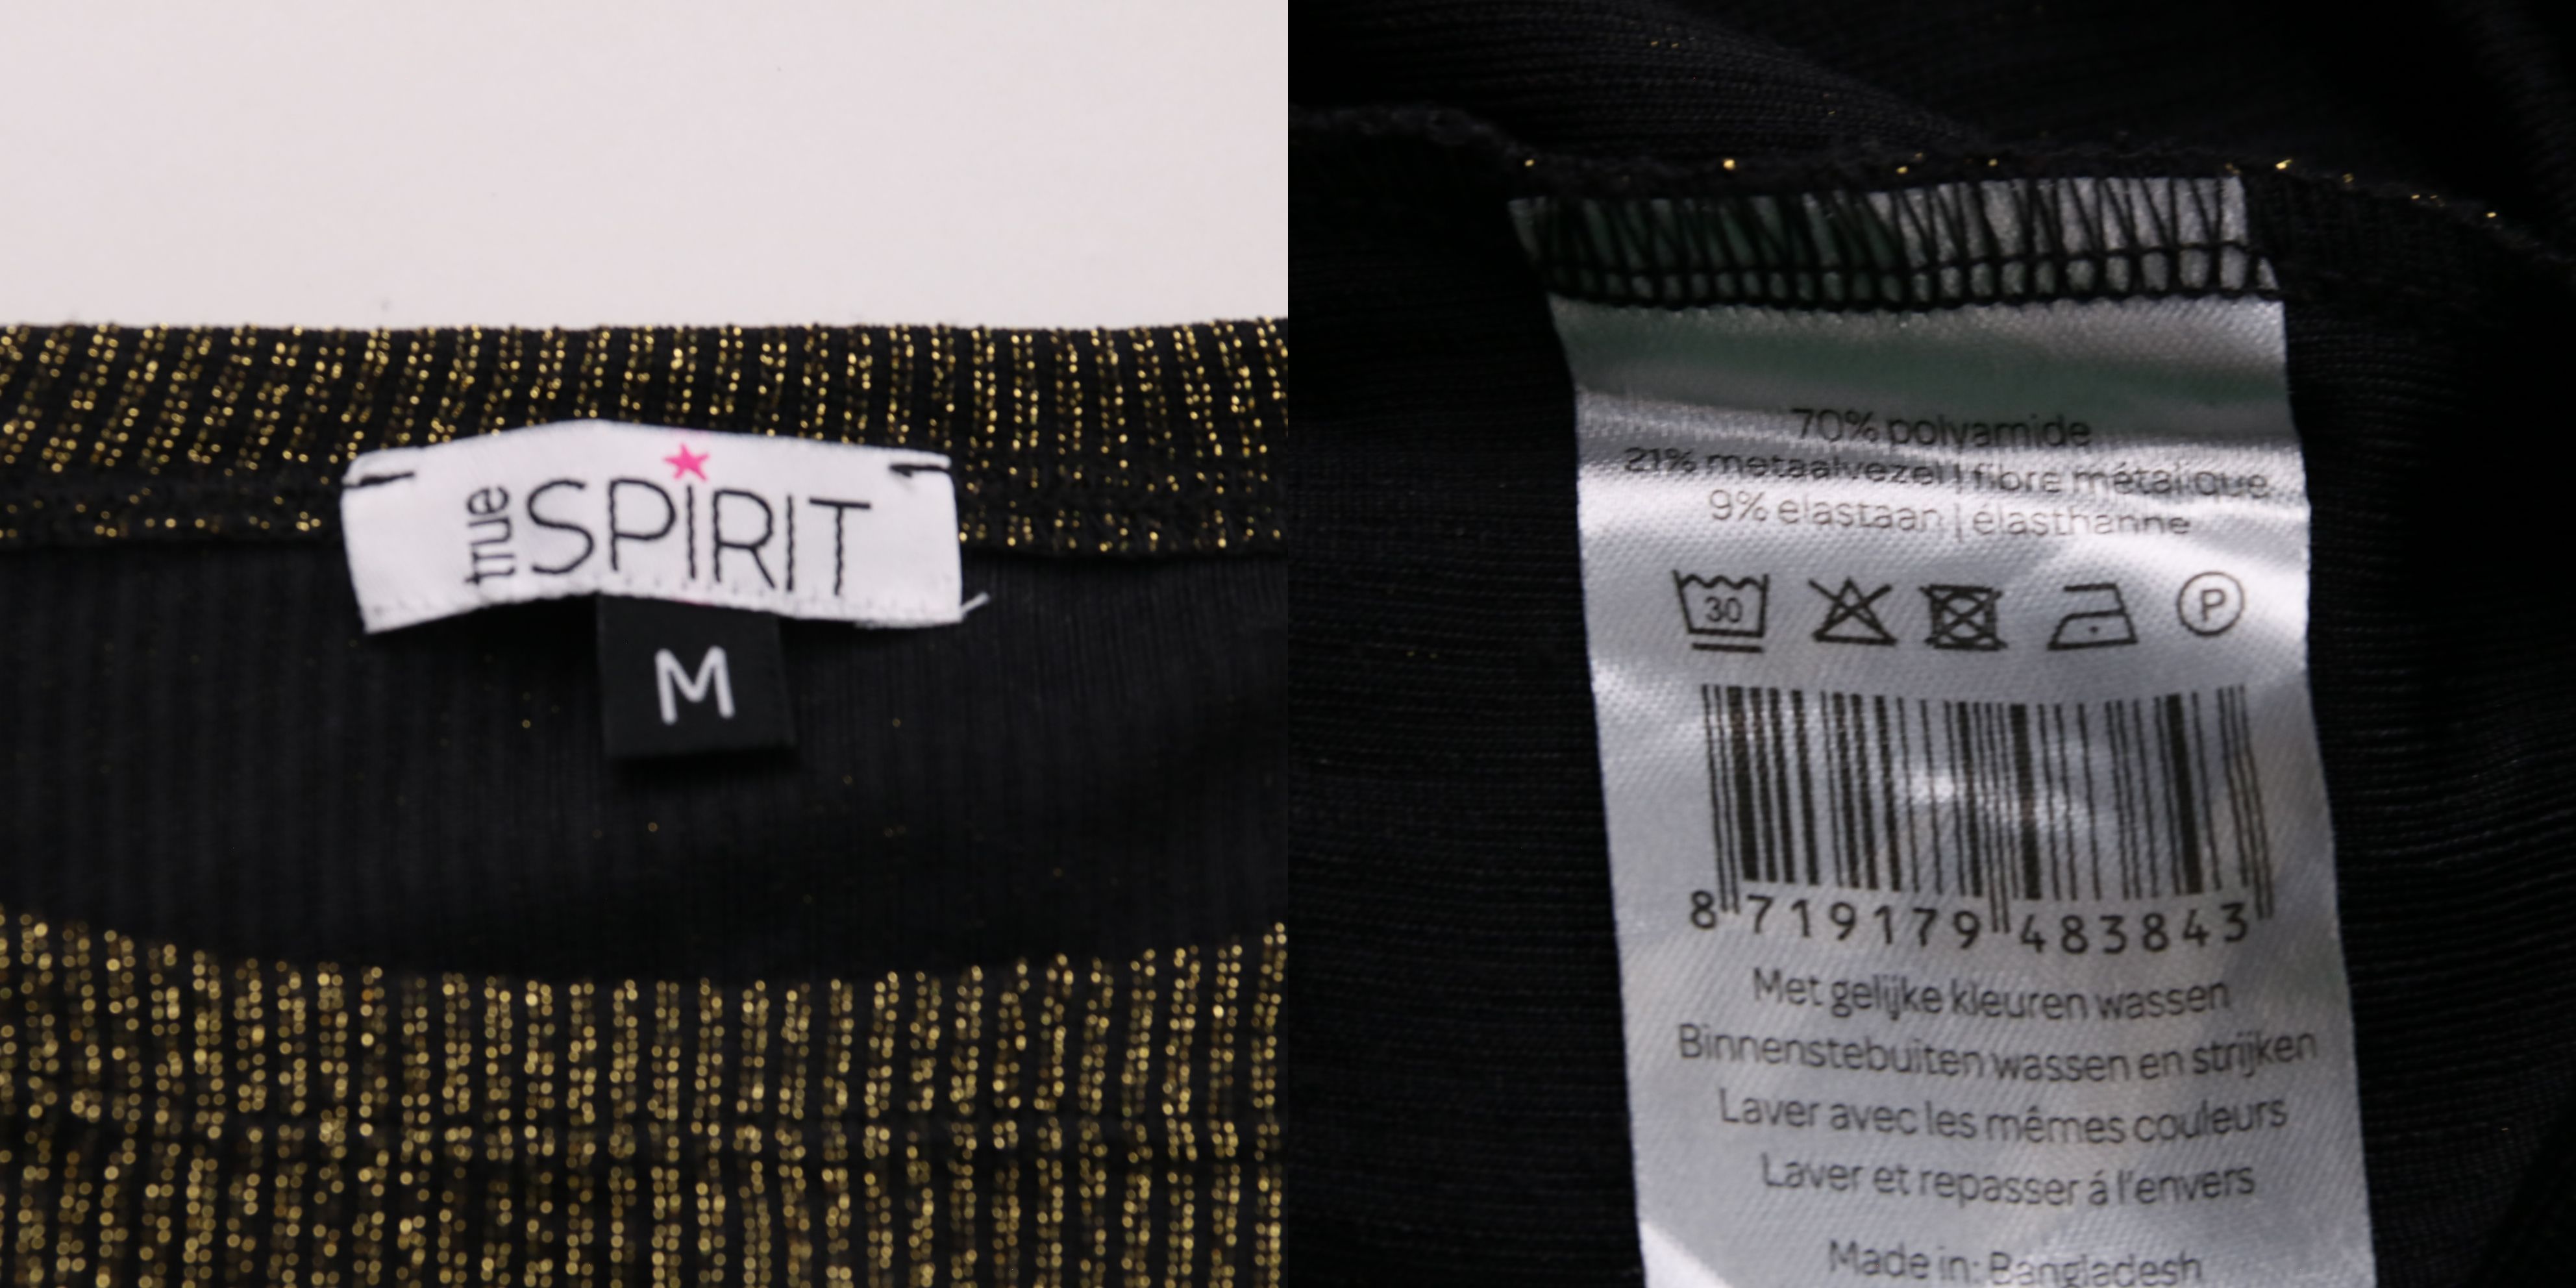 true SPIRIT
M
70% polyamide
21% metaalvezel | fibre métalique
9% elastaan | élasthanne
30
P
8 719179 483843
Met gelijke kleuren wassen
Binnenstebuiten wassen en strijken
Laver avec les mêmes couleurs
Laver et repasser á l'envers
Made in: Bangladesh